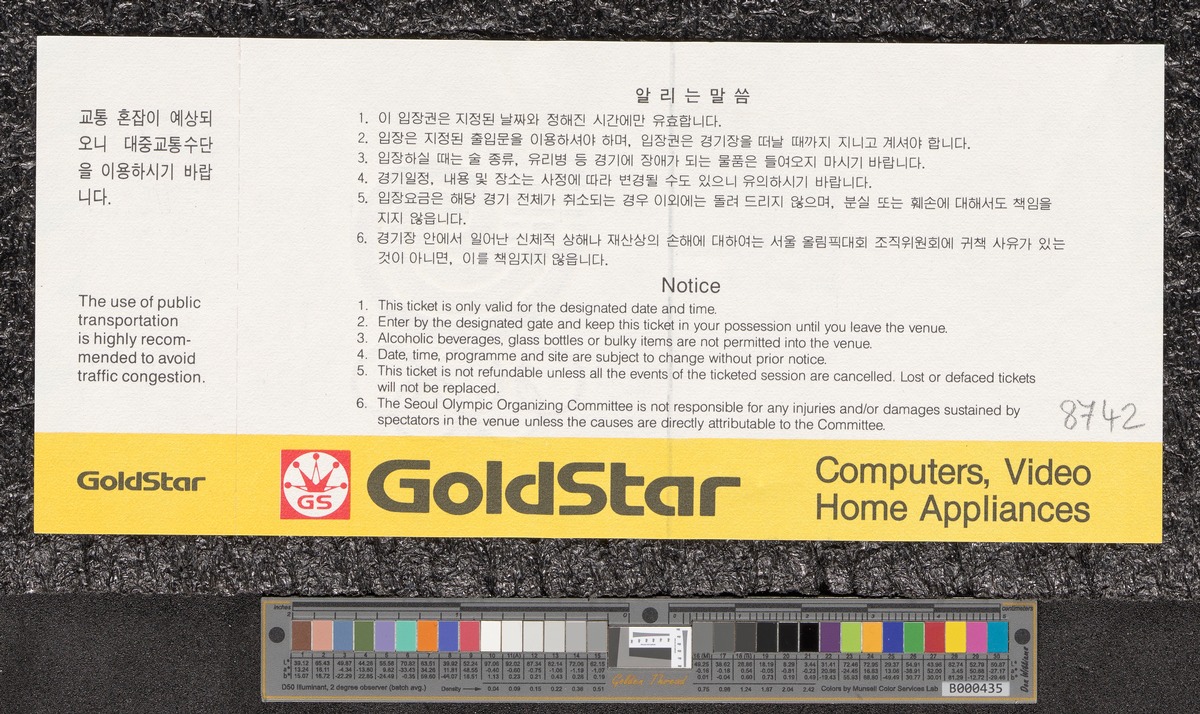 교통 혼잡이 예상되
오니 대중교통수단
을 이용하시기 바랍
니다.
The use of public
transportation
is highly recom-
mended to avoid
traffic congestion.
GoldStar
알리는말씀
1. 이 입장권은 지정된 날짜와 정해진 시간에만 유효합니다.
2. 입장은 지정된 출입문을 이용하셔야 하며, 입장권은 경기장을 떠날 때까지 지니고 계셔야 합니다.
3. 입장하실 때는 술 종류, 유리병 등 경기에 장애가 되는 물품은 들여오지 마시기 바랍니다.
4. 경기일정, 내용 및 장소는 사정에 따라 변경될 수도 있으니 유의하시기 바랍니다.
5. 입장요금은 해당 경기 전체가 취소되는 경우 이외에는 돌려 드리지 않으며, 분실 또는 훼손에 대해서도 책임을
지지 않읍니다.
6. 경기장 안에서 일어난 신체적 상해나 재산상의 손해에 대하여는 서울 올림픽대회 조직위원회에 귀책 사유가 있는
것이 아니면, 이를 책임지지 않읍니다.
Notice
1. This ticket is only valid for the designated date and time.
2. Enter by the designated gate and keep this ticket in your possession until you leave the venue.
3. Alcoholic beverages, glass bottles or bulky items are not permitted into the venue.
4. Date, time, programme and site are subject to change without prior notice.
5. This ticket is not refundable unless all the events of the ticketed session are cancelled. Lost or defaced tickets
will not be replaced.
6. The Seoul Olympic Organizing Committee is not responsible for any injuries and/or damages sustained by
spectators in the venue unless the causes are directly attributable to the Committee.
8742
GS
GoldStar
Computers, Video
Home Appliances
inches
centimeters
D50 Illuminant, 2 degree observer (batch avg.)
Density
Golden Thread
Colors by Munsell Color Services Lab
B000435